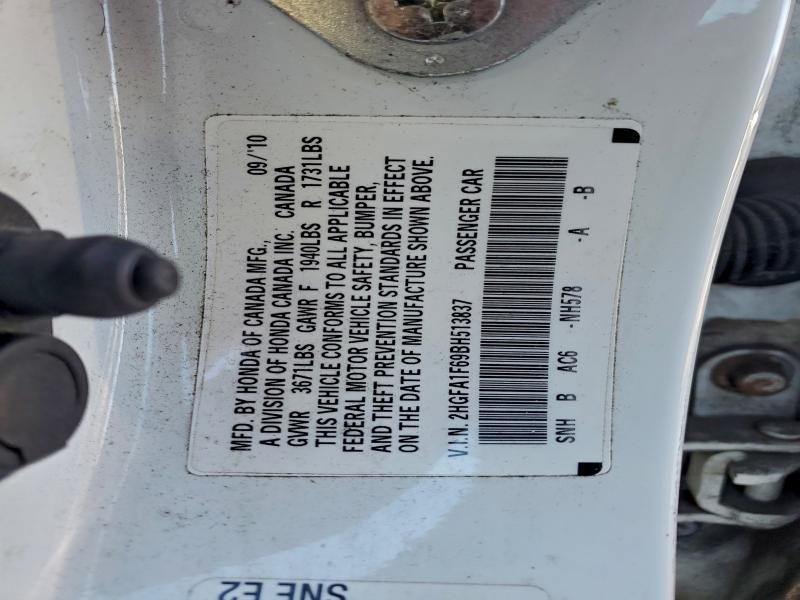 MFD. BY HONDA OF CANADA MFG., 09/10
A DIVISION OF HONDA CANADA INC. CANADA
GVWR 3671LBS GAWR F 1940LBS R 1731LBS
THIS VEHICLE CONFORMS TO ALL APPLICABLE
FEDERAL MOTOR VEHICLE SAFETY, BUMPER,
AND THEFT PREVENTION STANDARDS IN EFFECT
ON THE DATE OF MANUFACTURE SHOWN ABOVE.
V.I.N. 2HGFA1F69BH513837 PASSENGER CAR
SNH B AC6 -NH578 -A -B
SNE E2